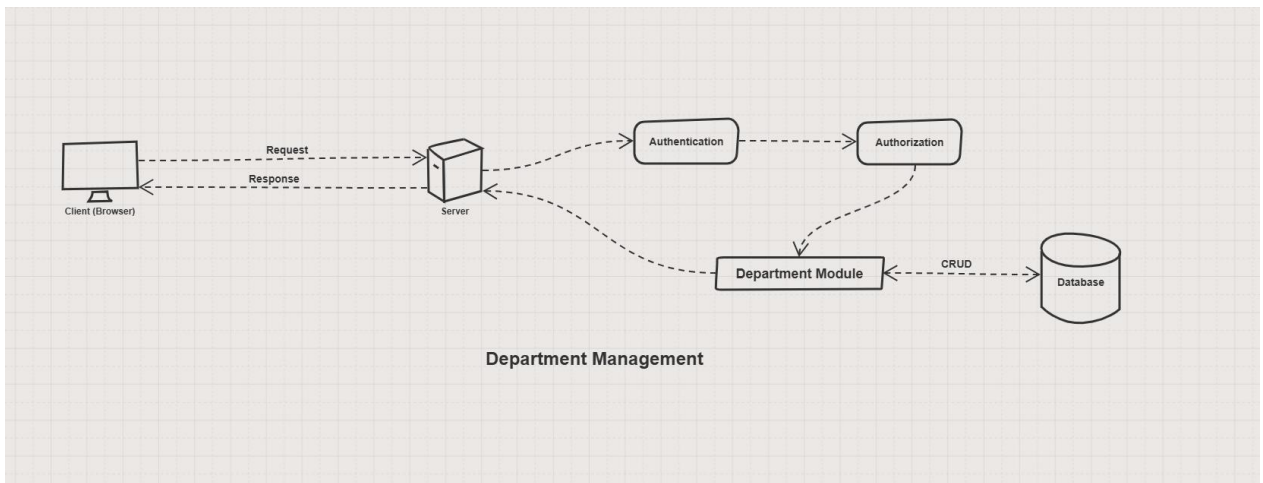 Request
Response
Client (Browser)
Server
Authentication
Authorization
Department Module
CRUD
Database
Department Management